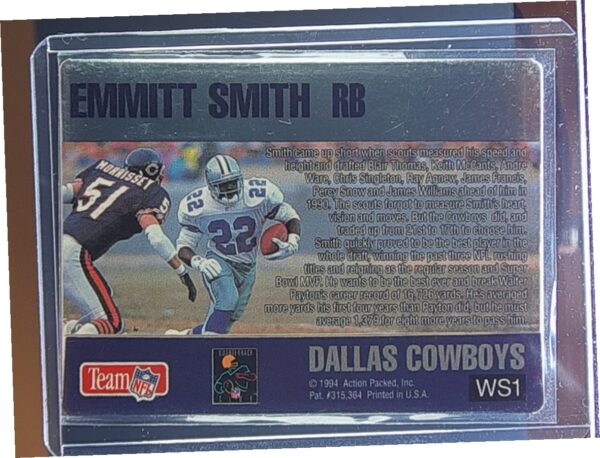 EMMITT SMITH RB
Smith came up short when scouts measured his speed and
height and drafted Blair Thomas, Keith McCants, Andre
Ware, Chris Singleton, Ray Agnew, James Francis,
Percy Snow and James Williams ahead of him in
1990. The scouts forgot to measure Smith's heart,
vision and moves. But the Cowboys did, and
traded up from 21st to 17th to choose him.
Smith quickly proved to be the best player in the
whole draft, winning the past three NFL rushing
titles and reigning as the regular season and Super
Bowl MVP. He wants to be the best ever and break Walter
Payton's career record of 16,726 yards. He's averaged
more yards his first four years than Payton did, but he must
average 1,379 for eight more years to pass him.
MORRISSEY
51
22
22
DALLAS COWBOYS
Team NFL
QUARTERBACK
CLUB
© 1994 Action Packed, Inc.
Pat. #315,364 Printed in U.S.A.
WS1